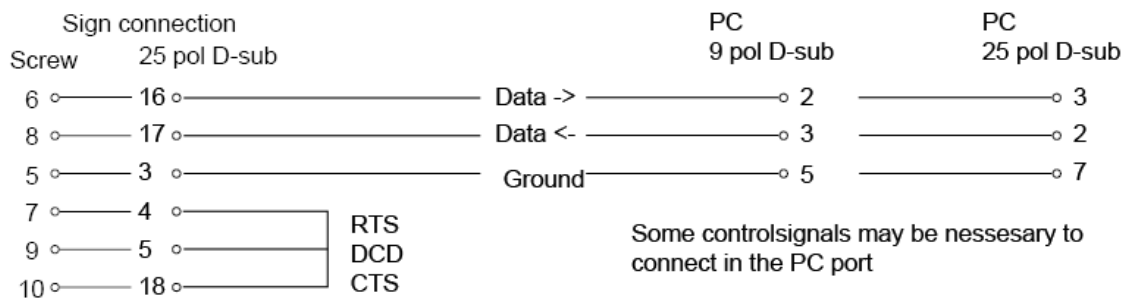 Sign connection PC PC
Screw 25 pol D-sub 9 pol D-sub 25 pol D-sub
6 16 Data -> 2 3
8 17 Data <- 3 2
5 3 Ground 5 7
7 4 RTS
9 5 DCD
10 18 CTS
Some controlsignals may be nessesary to
connect in the PC port